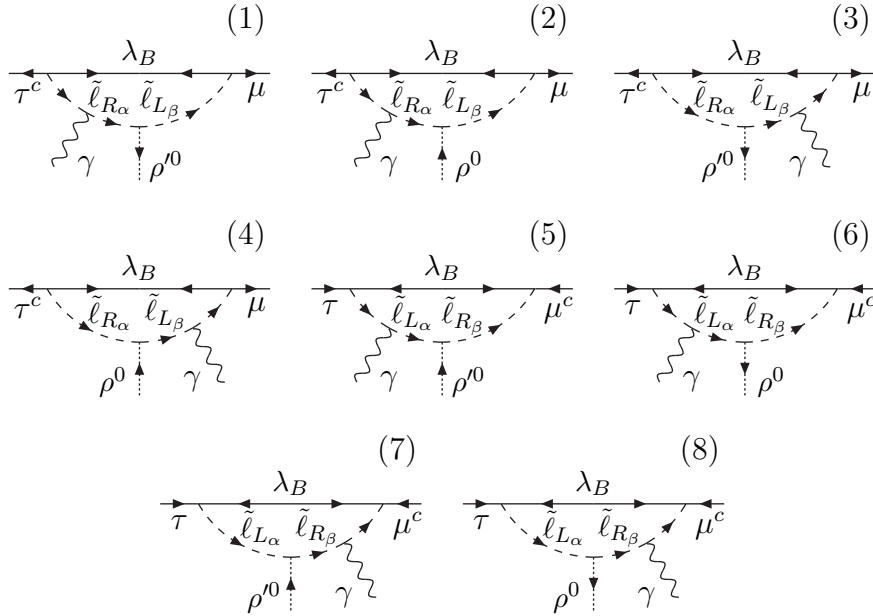 (1) (2) (3)
λ_B λ_B λ_B
τ^c ℓ̃_{R_α} ℓ̃_{L_β} μ τ^c ℓ̃_{R_α} ℓ̃_{L_β} μ τ^c ℓ̃_{R_α} ℓ̃_{L_β} μ
γ ρ′^0 γ ρ^0 ρ′^0 γ
(4) (5) (6)
λ_B λ_B λ_B
τ^c ℓ̃_{R_α} ℓ̃_{L_β} μ τ ℓ̃_{L_α} ℓ̃_{R_β} μ^c τ ℓ̃_{L_α} ℓ̃_{R_β} μ^c
ρ^0 γ γ ρ′^0 γ ρ^0
(7) (8)
λ_B λ_B
τ ℓ̃_{L_α} ℓ̃_{R_β} μ^c τ ℓ̃_{L_α} ℓ̃_{R_β} μ^c
ρ′^0 γ ρ^0 γ